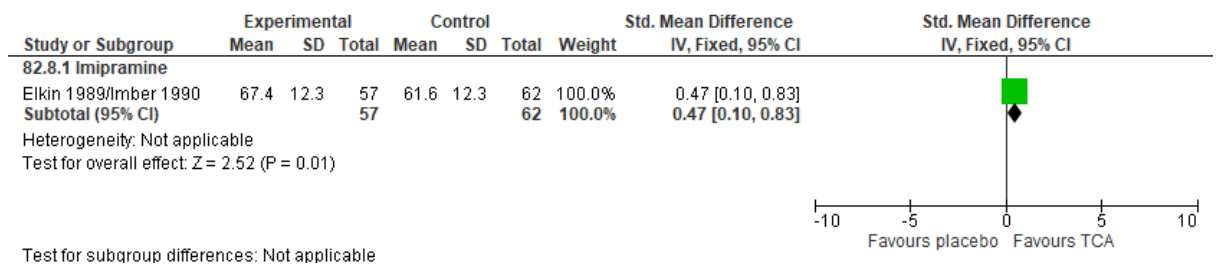 Experimental Control Std. Mean Difference Std. Mean Difference
Study or Subgroup Mean SD Total Mean SD Total Weight IV, Fixed, 95% CI IV, Fixed, 95% CI
82.8.1 Imipramine
Elkin 1989/Imber 1990 67.4 12.3 57 61.6 12.3 62 100.0% 0.47 [0.10, 0.83]
Subtotal (95% CI) 57 62 100.0% 0.47 [0.10, 0.83]
Heterogeneity: Not applicable
Test for overall effect: Z = 2.52 (P = 0.01)
-10 -5 0 5 10
Favours placebo Favours TCA
Test for subgroup differences: Not applicable